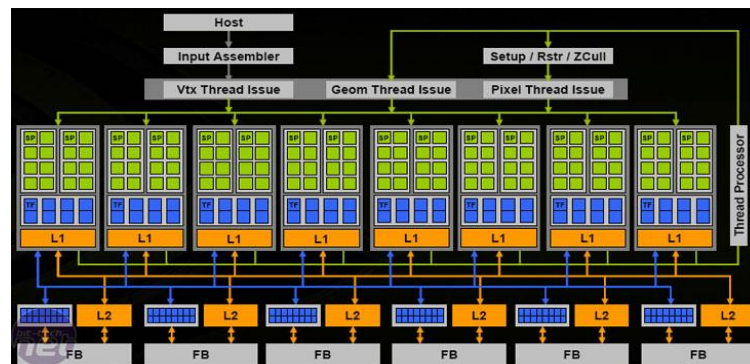 Host
Input Assembler
Setup / Rstr / ZCull
Vtx Thread Issue
Geom Thread Issue
Pixel Thread Issue
SP SP SP SP SP SP SP SP SP SP SP SP SP SP SP SP
TF TF TF TF TF TF TF TF
L1 L1 L1 L1 L1 L1 L1 L1
Thread Processor
L2 L2 L2 L2 L2 L2
FB FB FB FB FB FB